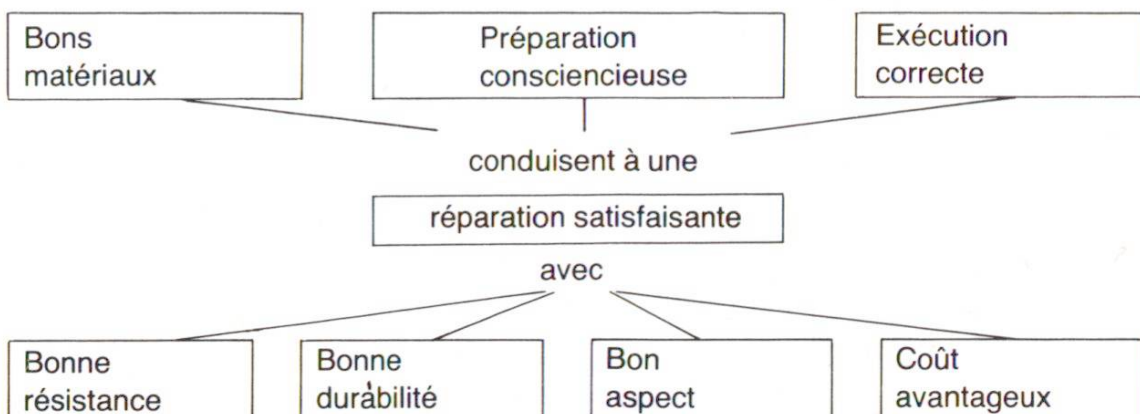 Bons
matériaux
Préparation
consciencieuse
Exécution
correcte
conduisent à une
réparation satisfaisante
avec
Bonne
résistance
Bonne
durabilité
Bon
aspect
Coût
avantageux